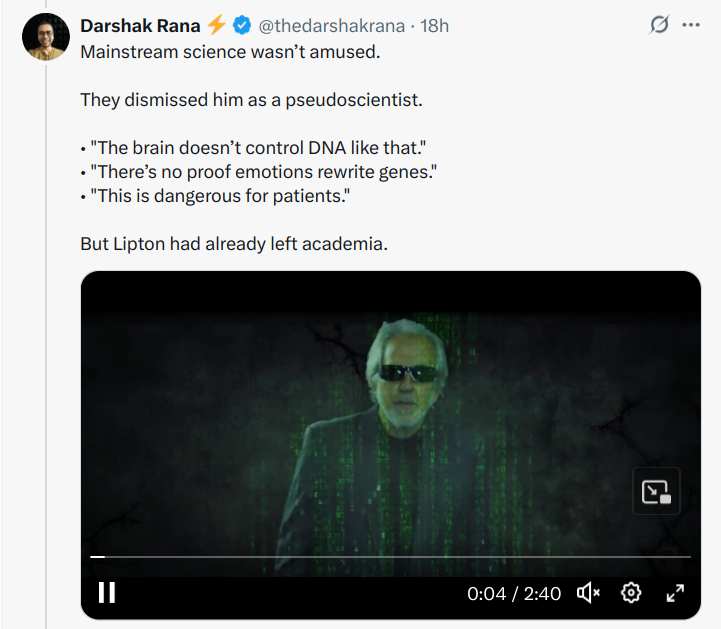 Darshak Rana⚡ @thedarshakrana · 18h
Mainstream science wasn’t amused.
They dismissed him as a pseudoscientist.
• "The brain doesn’t control DNA like that."
• "There’s no proof emotions rewrite genes."
• "This is dangerous for patients."
But Lipton had already left academia.
0:04 / 2:40